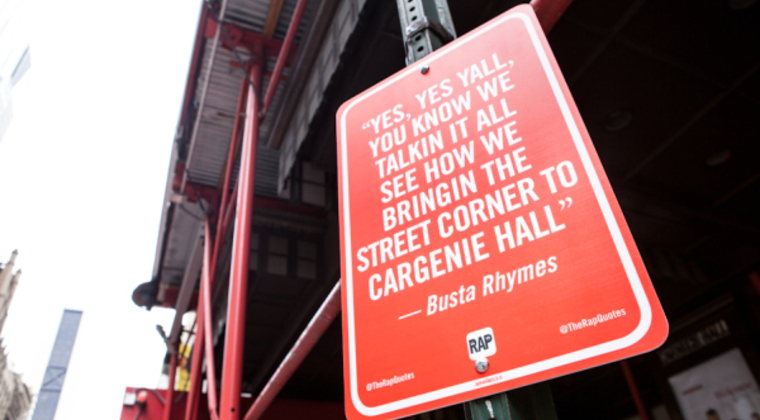 “YES, YES YALL,
YOU KNOW WE
TALKIN IT ALL
SEE HOW WE
BRINGIN THE
STREET CORNER TO
CARGENIE HALL”
— Busta Rhymes
@TheRapQuotes
RAP
@TheRapQuotes